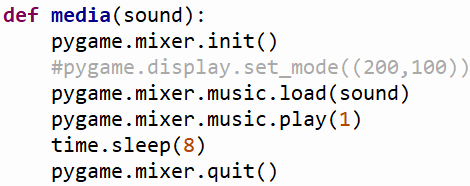 def media(sound):
    pygame.mixer.init()
    #pygame.display.set_mode((200,100))
    pygame.mixer.music.load(sound)
    pygame.mixer.music.play(1)
    time.sleep(8)
    pygame.mixer.quit()